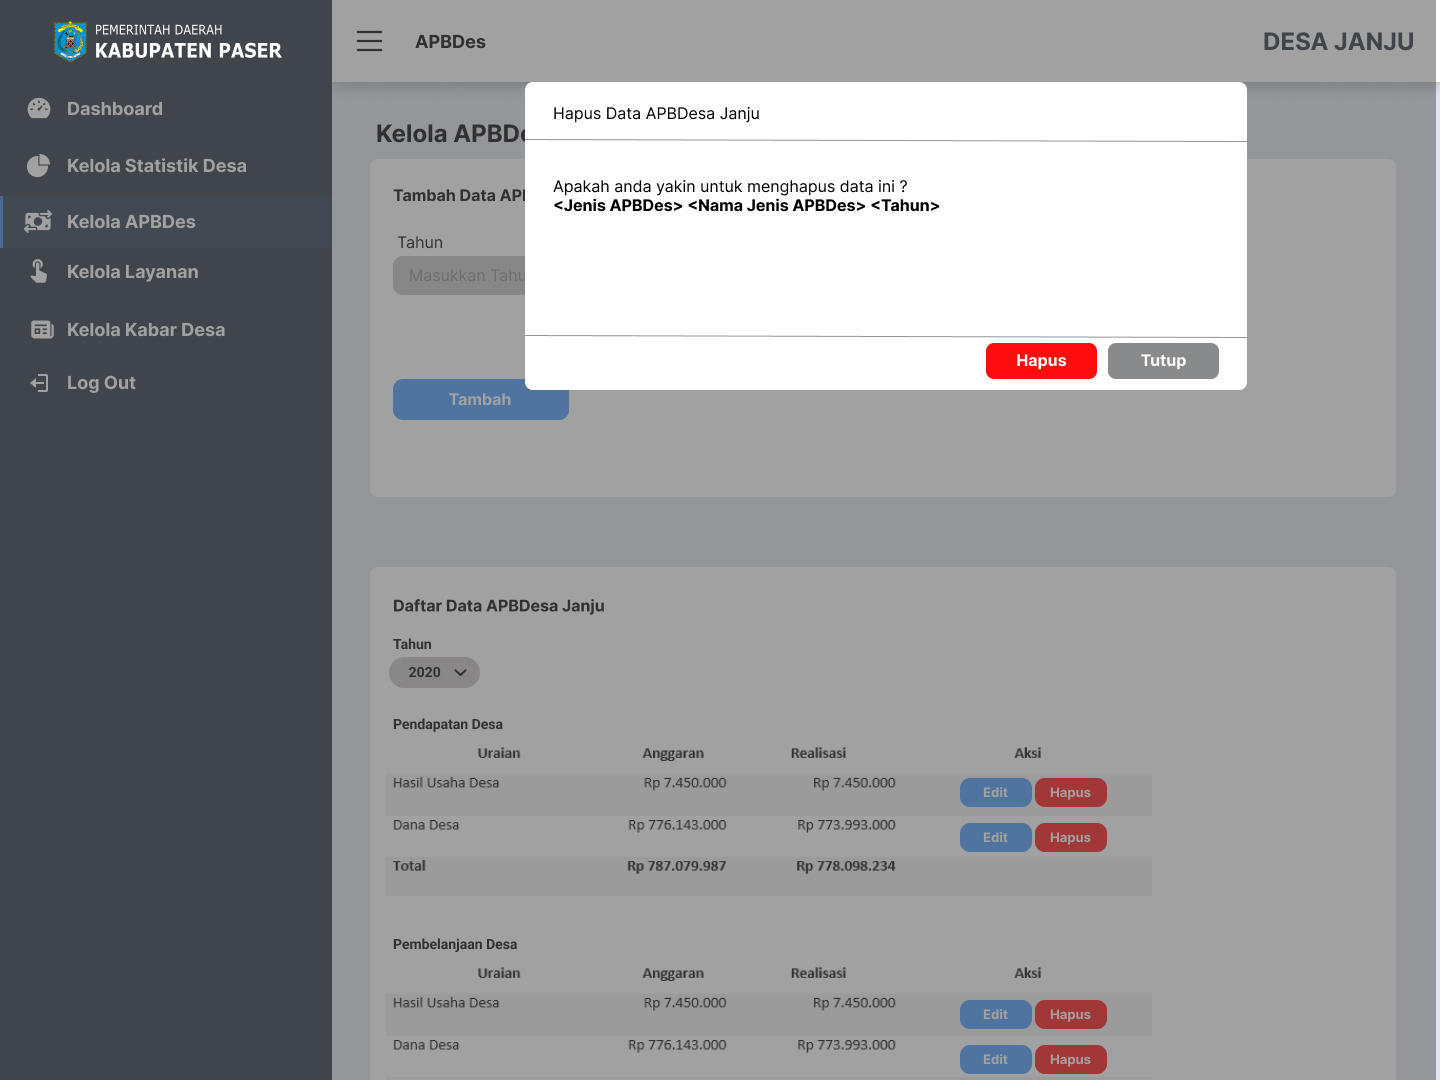 PEMERINTAH DAERAH
KABUPATEN PASER
Dashboard
Kelola Statistik Desa
Kelola APBDes
Kelola Layanan
Kelola Kabar Desa
Log Out
APBDes
DESA JANJU
Hapus Data APBDesa Janju
Apakah anda yakin untuk menghapus data ini ?
<Jenis APBDes> <Nama Jenis APBDes> <Tahun>
Hapus Tutup
Kelola
Tambah Data
Tahun
Masukkan
Tambah
Daftar Data APBDesa Janju
Tahun
2020
Pendapatan Desa
Uraian Anggaran Realisasi Aksi
Hasil Usaha Desa Rp 7.450.000 Rp 7.450.000 Edit Hapus
Dana Desa Rp 776.143.000 Rp 773.993.000 Edit Hapus
Total Rp 787.079.987 Rp 778.098.234
Pembelanjaan Desa
Uraian Anggaran Realisasi Aksi
Hasil Usaha Desa Rp 7.450.000 Rp 7.450.000 Edit Hapus
Dana Desa Rp 776.143.000 Rp 773.993.000 Edit Hapus